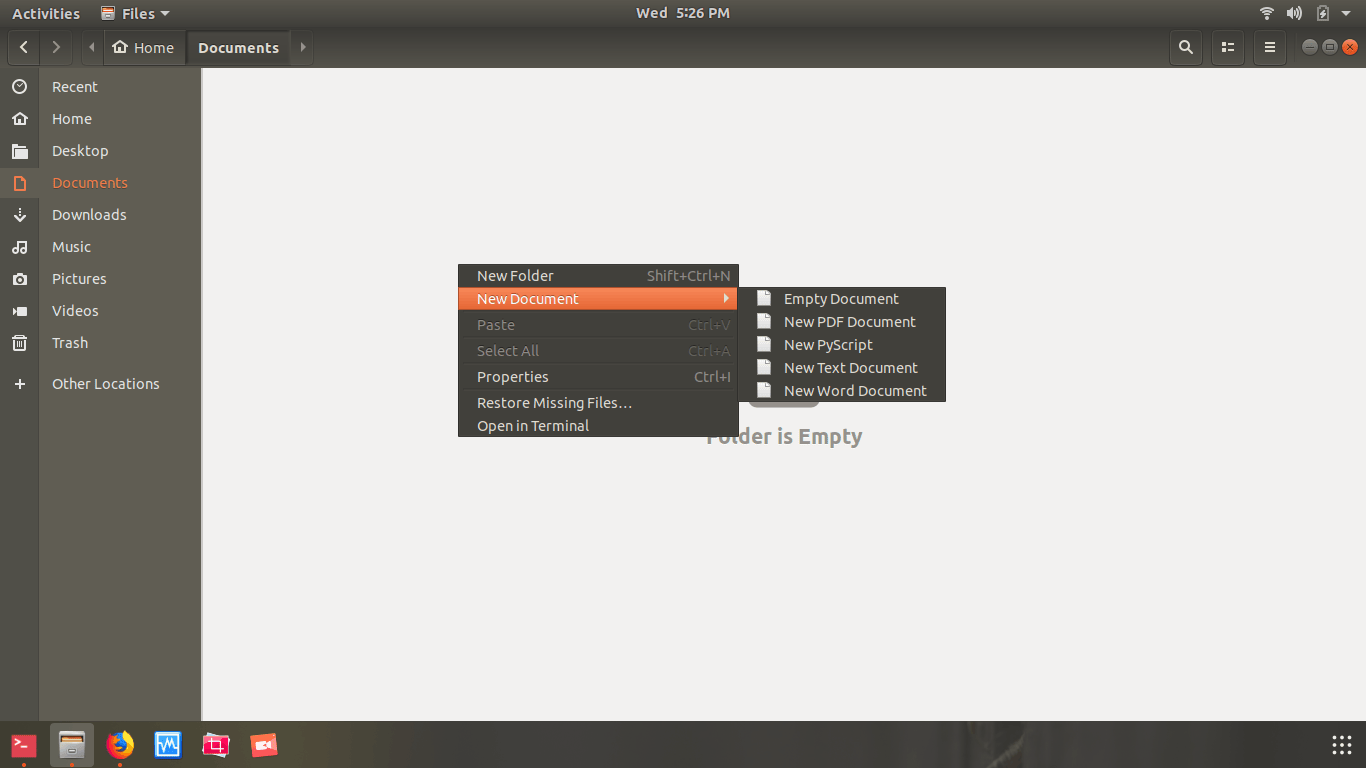 Activities Files Wed 5:26 PM
Home Documents
Recent
Home
Desktop
Documents
Downloads
Music
Pictures
Videos
Trash
Other Locations
New Folder Shift+Ctrl+N
New Document
Paste Ctrl+V
Select All Ctrl+A
Properties Ctrl+I
Restore Missing Files…
Open in Terminal
Empty Document
New PDF Document
New PyScript
New Text Document
New Word Document
Folder is Empty